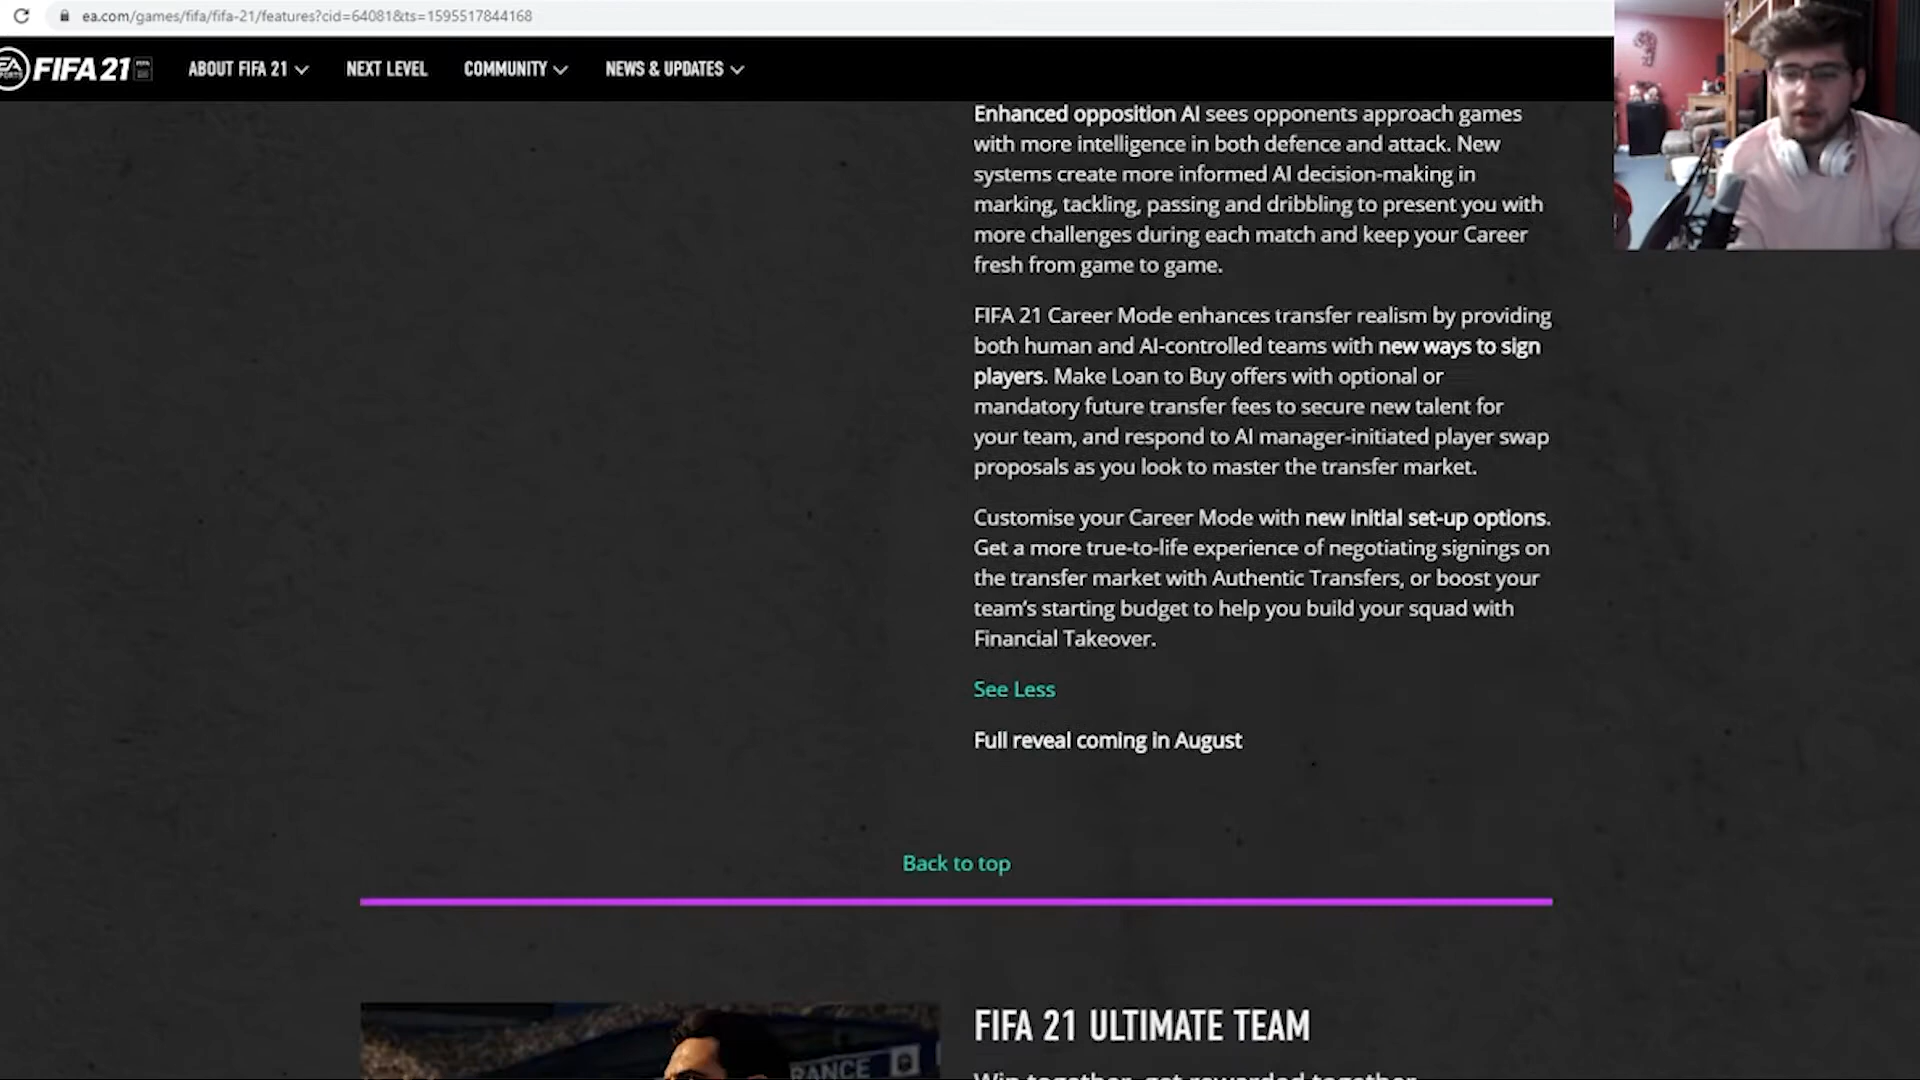 ea.com/games/fifa/fifa-21/features?cid=64081&ts=1595517844168
EA SPORTS FIFA 21
ABOUT FIFA 21
NEXT LEVEL
COMMUNITY
NEWS & UPDATES
Enhanced opposition AI sees opponents approach games
with more intelligence in both defence and attack. New
systems create more informed AI decision-making in
marking, tackling, passing and dribbling to present you with
more challenges during each match and keep your Career
fresh from game to game.
FIFA 21 Career Mode enhances transfer realism by providing
both human and AI-controlled teams with new ways to sign
players. Make Loan to Buy offers with optional or
mandatory future transfer fees to secure new talent for
your team, and respond to AI manager-initiated player swap
proposals as you look to master the transfer market.
Customise your Career Mode with new initial set-up options.
Get a more true-to-life experience of negotiating signings on
the transfer market with Authentic Transfers, or boost your
team's starting budget to help you build your squad with
Financial Takeover.
See Less
Full reveal coming in August
Back to top
FIFA 21 ULTIMATE TEAM
Win together, get rewarded together
RANCE